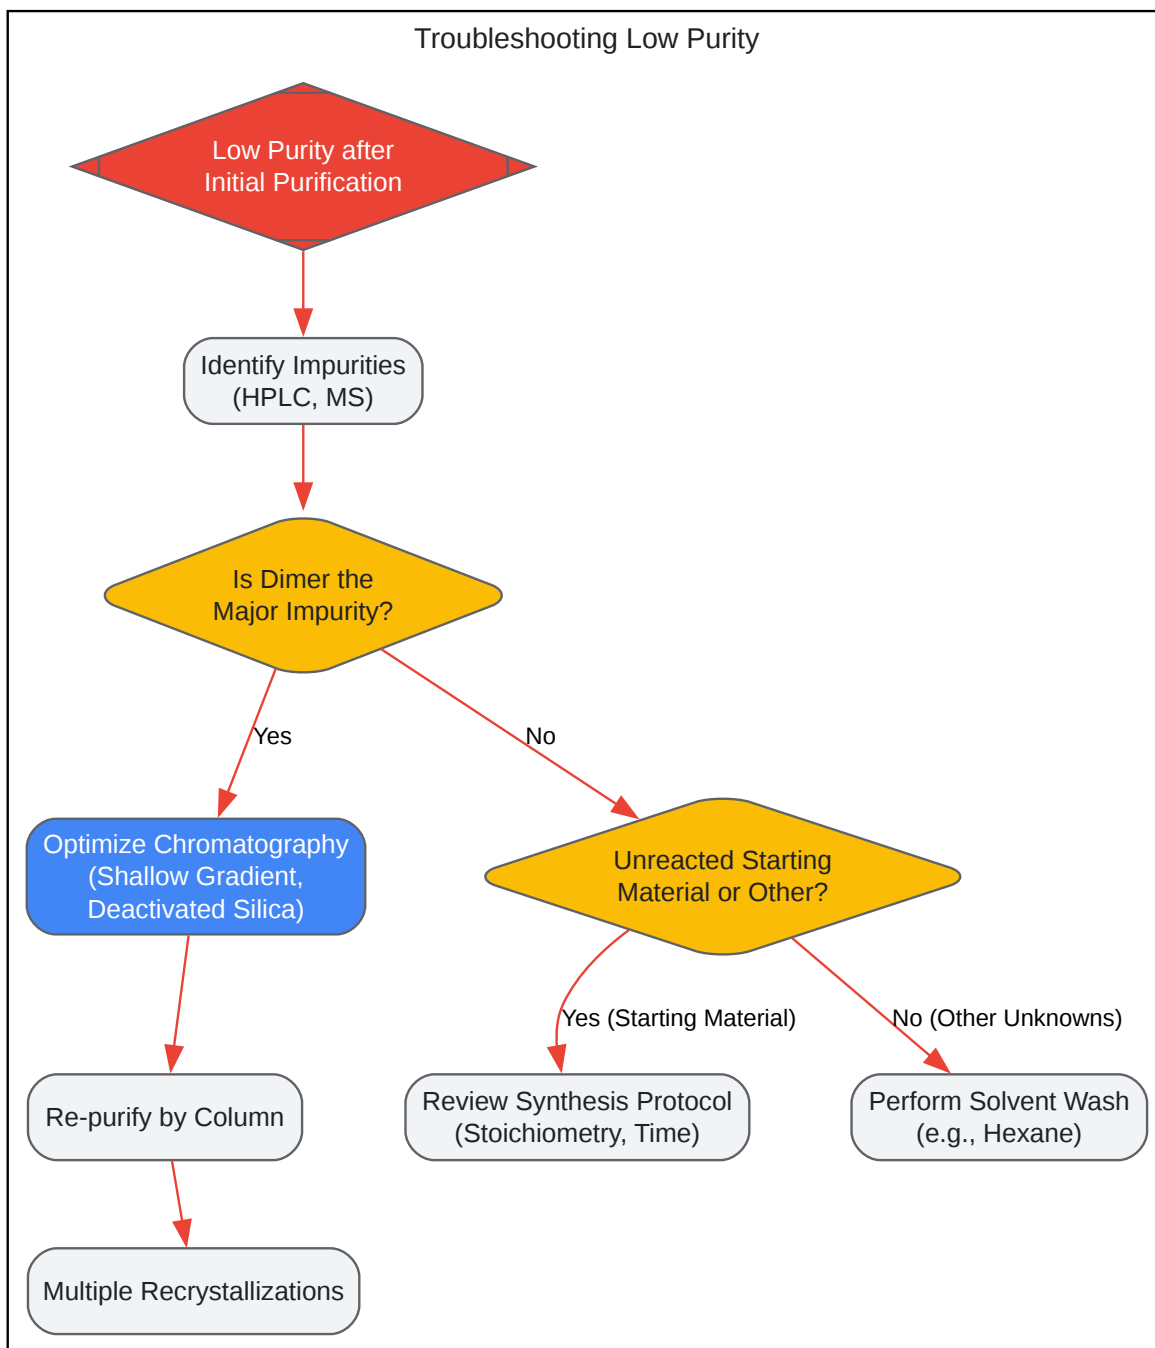 Troubleshooting Low Purity
Low Purity after
Initial Purification
Identify Impurities
(HPLC, MS)
Is Dimer the
Major Impurity?
Yes
No
Optimize Chromatography
(Shallow Gradient,
Deactivated Silica)
Unreacted Starting
Material or Other?
Yes (Starting Material)
No (Other Unknowns)
Re-purify by Column
Review Synthesis Protocol
(Stoichiometry, Time)
Perform Solvent Wash
(e.g., Hexane)
Multiple Recrystallizations